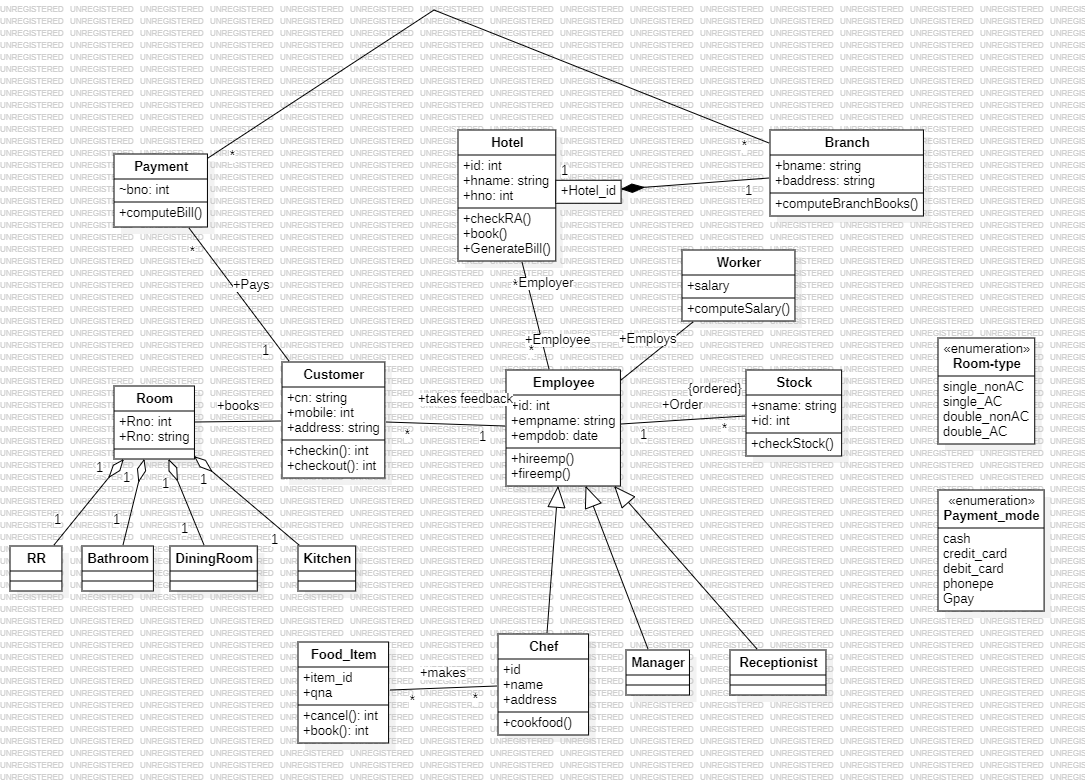 UNREGISTERED
*
*
Payment
~bno: int
+computeBill()
Hotel
+id: int
+hname: string
+hno: int
+checkRA()
+book()
+GenerateBill()
1
+Hotel_id
1
Branch
+bname: string
+baddress: string
+computeBranchBooks()
*
+Pays
1
*
+Employer
+Employee
*
Worker
+salary
+computeSalary()
+Employs
«enumeration»
Room-type
single_nonAC
single_AC
double_nonAC
double_AC
Room
+Rno: int
+Rno: string
+books
Customer
+cn: string
+mobile: int
+address: string
+checkin(): int
+checkout(): int
+takes feedback
*
1
Employee
+id: int
+empname: string
+empdob: date
+hireemp()
+fireemp()
{ordered}
+Order
1
*
Stock
+sname: string
+id: int
+checkStock()
1
1
1
1
1
1
1
1
RR
Bathroom
DiningRoom
Kitchen
«enumeration»
Payment_mode
cash
credit_card
debit_card
phonepe
Gpay
Food_Item
+item_id
+qna
+cancel(): int
+book(): int
+makes
*
*
Chef
+id
+name
+address
+cookfood()
Manager
Receptionist